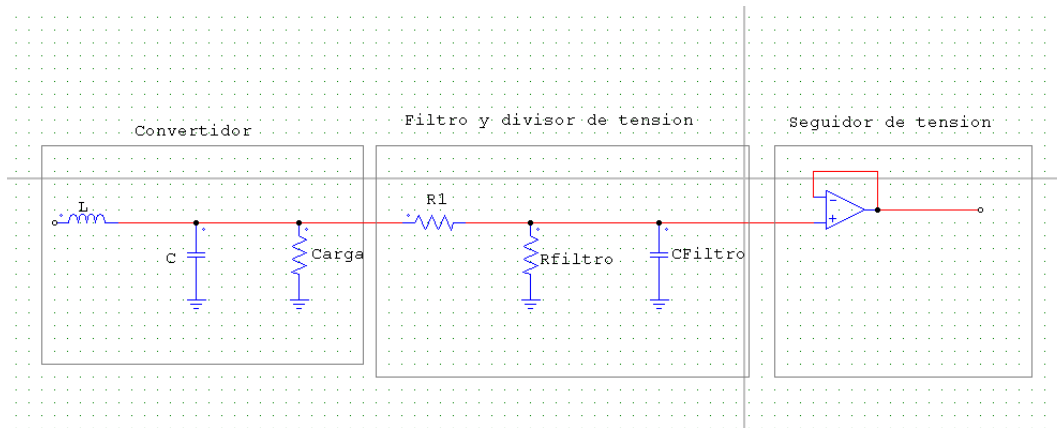 Convertidor
Filtro y divisor de tension
Seguidor de tension
L
C
Carga
R1
Rfiltro
CFiltro